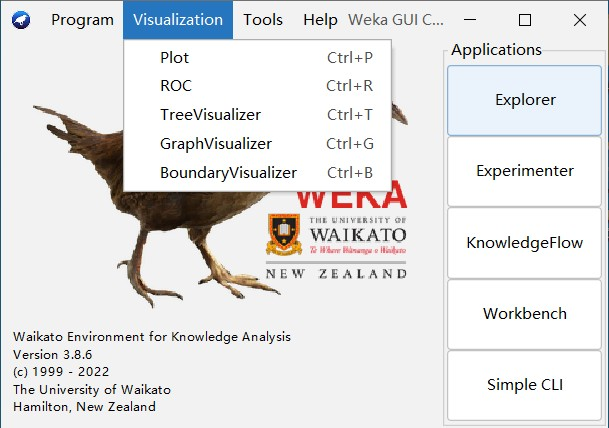 Program Visualization Tools Help Weka GUI C...
Applications
Plot Ctrl+P
ROC Ctrl+R
TreeVisualizer Ctrl+T
GraphVisualizer Ctrl+G
BoundaryVisualizer Ctrl+B
Explorer
Experimenter
KnowledgeFlow
Workbench
Simple CLI
WEKA
THE UNIVERSITY OF
WAIKATO
Te Whare Wānanga o Waikato
NEW ZEALAND
Waikato Environment for Knowledge Analysis
Version 3.8.6
(c) 1999 - 2022
The University of Waikato
Hamilton, New Zealand